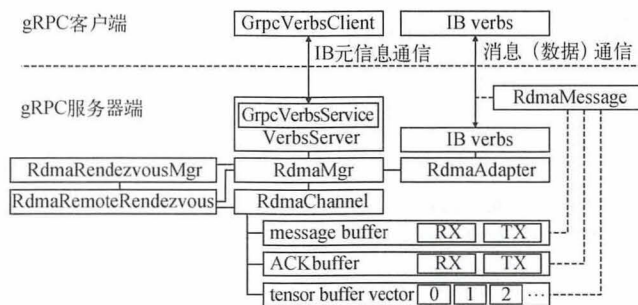 gRPC客户端 GrpcVerbsClient IB verbs
IB元信息通信 消息（数据）通信
gRPC服务器端 RdmaMessage
GrpcVerbsService
VerbsServer IB verbs
RdmaRendezvousMgr RdmaMgr RdmaAdapter
RdmaRemoteRendezvous RdmaChannel
message buffer RX TX
ACKbuffer RX TX
tensor buffer vector 0 1 2 …